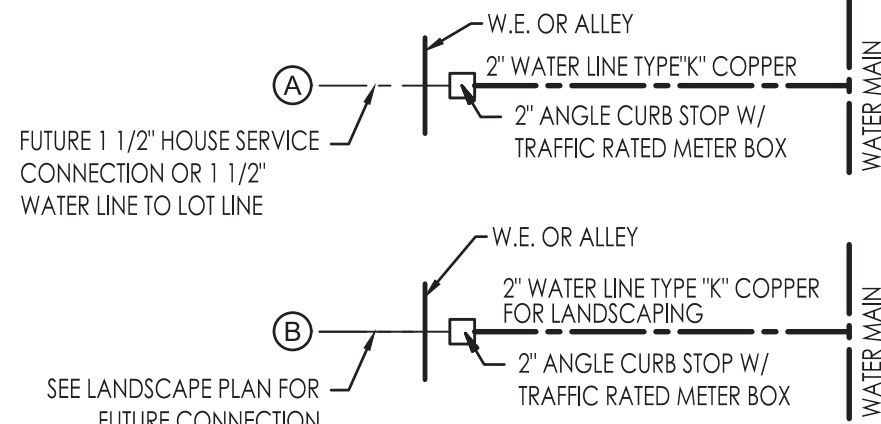 W.E. OR ALLEY
A
2" WATER LINE TYPE"K" COPPER
2" ANGLE CURB STOP W/
TRAFFIC RATED METER BOX
FUTURE 1 1/2" HOUSE SERVICE
CONNECTION OR 1 1/2"
WATER LINE TO LOT LINE
WATER MAIN
W.E. OR ALLEY
B
2" WATER LINE TYPE "K" COPPER
FOR LANDSCAPING
2" ANGLE CURB STOP W/
TRAFFIC RATED METER BOX
SEE LANDSCAPE PLAN FOR
FUTURE CONNECTION
WATER MAIN